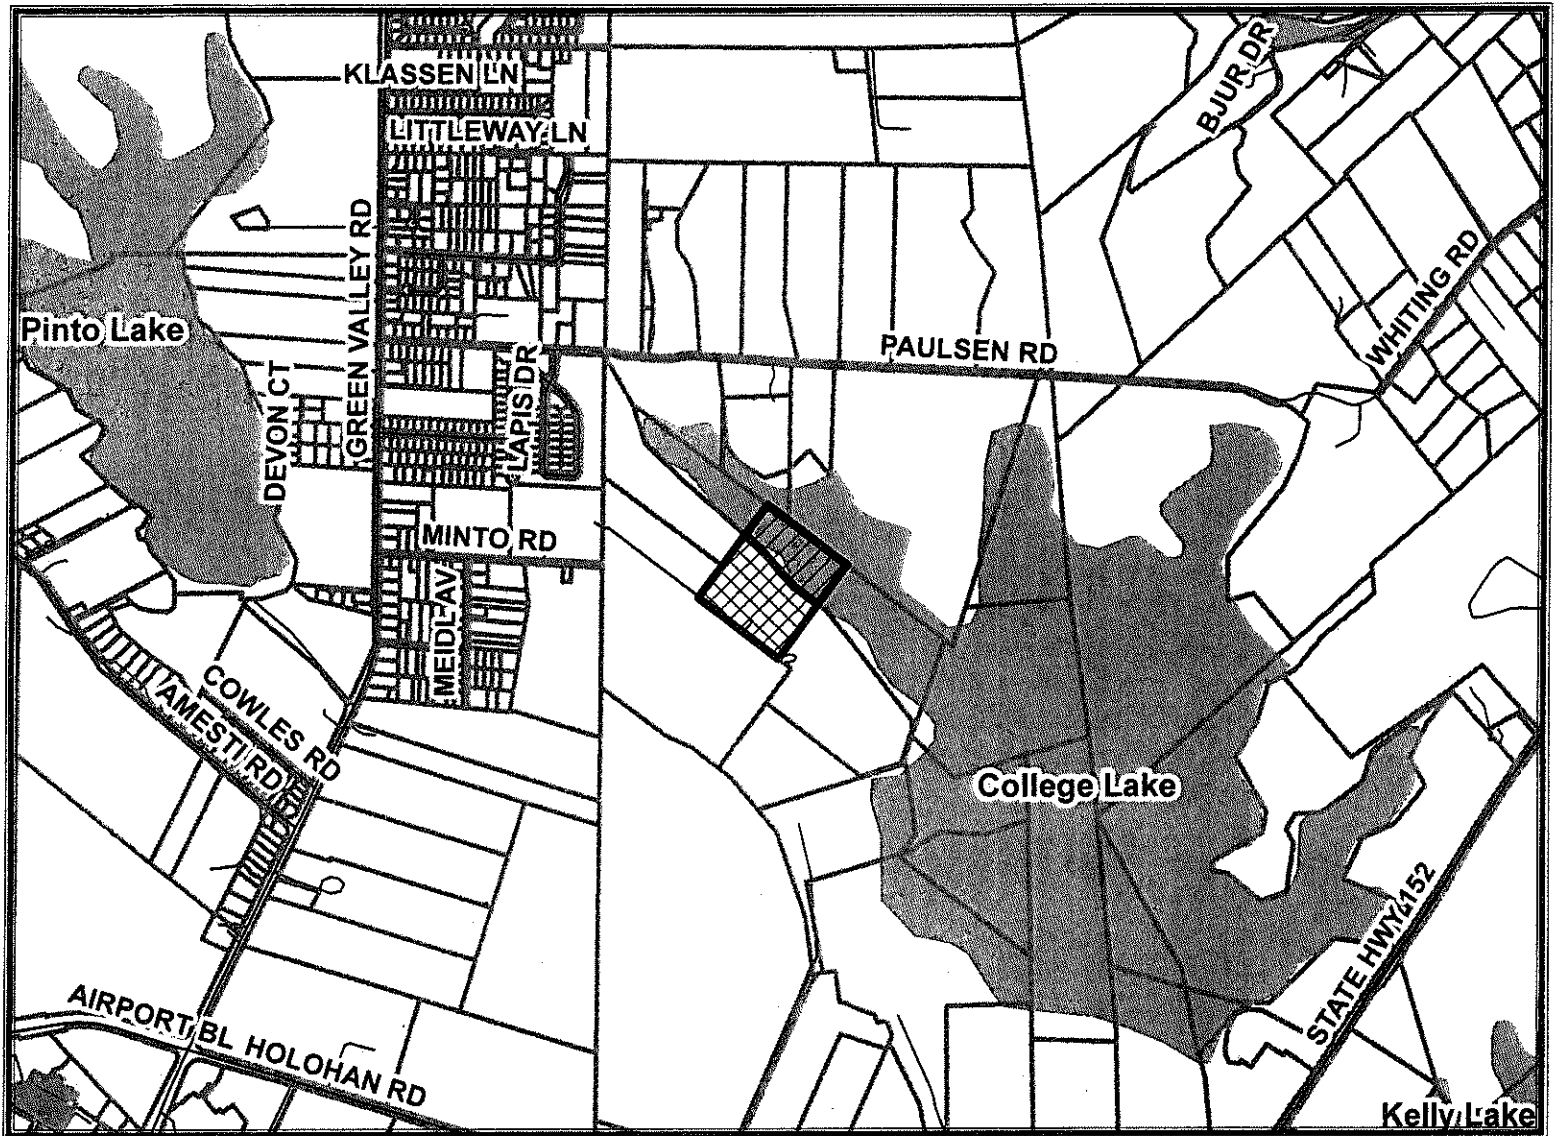 KLASSEN LN
BJUR DR
LITTLEWAY LN
GREEN VALLEY RD
WHITING RD
Pinto Lake
PAULSEN RD
LAPIS DR
DEVON CT
MINTO RD
MEIDL AV
COWLES RD
AMESTI RD
College Lake
STATE HWY 152
AIRPORT BL
HOLOHAN RD
Kelly Lake